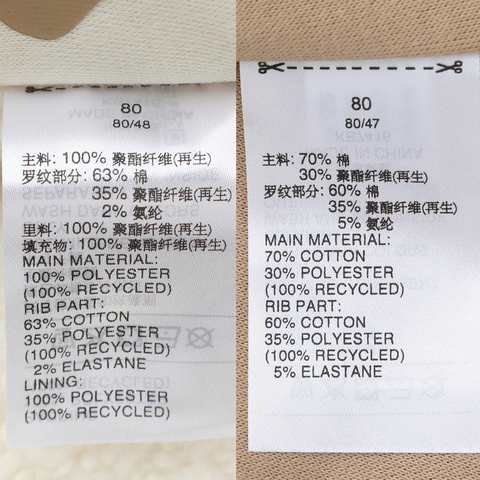 80
80/48
主料: 100% 聚酯纤维(再生)
罗纹部分: 63% 棉
35% 聚酯纤维(再生)
2% 氨纶
里料: 100% 聚酯纤维(再生)
填充物: 100% 聚酯纤维(再生)
MAIN MATERIAL:
100% POLYESTER
(100% RECYCLED)
RIB PART:
63% COTTON
35% POLYESTER
(100% RECYCLED)
2% ELASTANE
LINING:
100% POLYESTER
(100% RECYCLED)
80
80/47
主料: 70% 棉
30% 聚酯纤维(再生)
罗纹部分: 60% 棉
35% 聚酯纤维(再生)
5% 氨纶
MAIN MATERIAL:
70% COTTON
30% POLYESTER
(100% RECYCLED)
RIB PART:
60% COTTON
35% POLYESTER
(100% RECYCLED)
5% ELASTANE